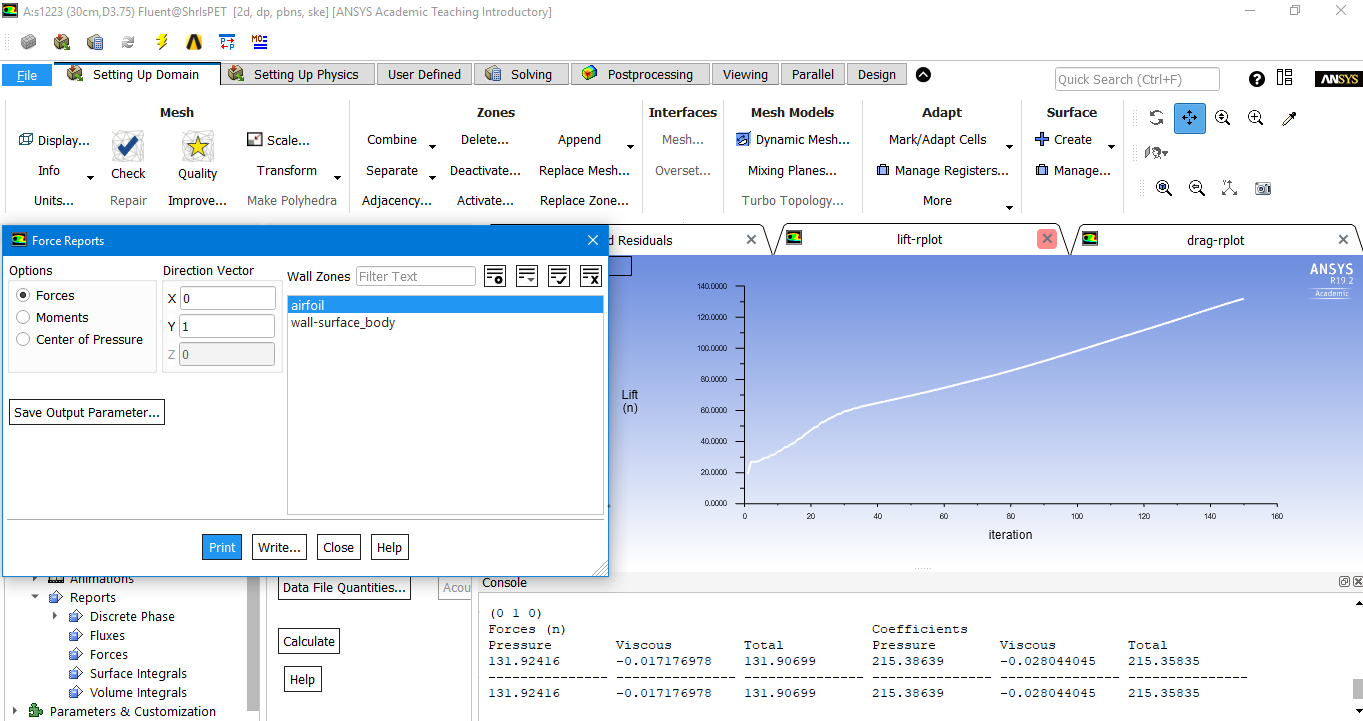 A:s1223 (30cm,D3.75) Fluent@ShrIsPET [2d, dp, pbns, ske] [ANSYS Academic Teaching Introductory]
File Setting Up Domain Setting Up Physics User Defined Solving Postprocessing Viewing Parallel Design Quick Search (Ctrl+F) ANSYS
Mesh Zones Interfaces Mesh Models Adapt Surface
Display... Scale... Combine Delete... Append Mesh... Dynamic Mesh... Mark/Adapt Cells Create
Info Check Quality Transform Separate Deactivate... Replace Mesh... Overset... Mixing Planes... Manage Registers... Manage...
Units... Repair Improve... Make Polyhedra Adjacency... Activate... Replace Zone... Turbo Topology... More
Force Reports
d Residuals lift-rplot drag-rplot
Options
Forces
Moments
Center of Pressure
Direction Vector
X 0
Y 1
Z 0
Wall Zones Filter Text
airfoil
wall-surface_body
Save Output Parameter...
Print Write... Close Help
ANSYS
R19.2
Academic
140.0000
120.0000
100.0000
80.0000
60.0000
40.0000
20.0000
0.0000
Lift
(n)
0 20 40 60 80 100 120 140 160
iteration
Animations
Reports
Discrete Phase
Fluxes
Forces
Surface Integrals
Volume Integrals
Parameters & Customization
Data File Quantities... Acou
Calculate
Help
Console
(0 1 0)
Forces (n) Coefficients
Pressure Viscous Total Pressure Viscous Total
131.92416 -0.017176978 131.90699 215.38639 -0.028044045 215.35835
--------------- --------------- --------------- --------------- --------------- ---------------
131.92416 -0.017176978 131.90699 215.38639 -0.028044045 215.35835